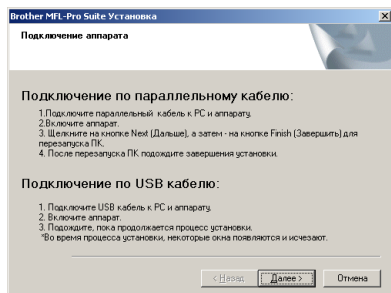 Brother MFL-Pro Suite Установка
Подключение аппарата
Подключение по параллельному кабелю:
1.Подключите параллельный кабель к PC и аппарату.
2.Включите аппарат.
3. Щелкните на кнопке Next (Дальше), а затем - на кнопке Finish (Завершить) для
перезапуска ПК.
4. После перезапуска ПК подождите завершения установки.
Подключение по USB кабелю:
1. Подключите USB кабель к PC и аппарату.
2. Включите аппарат.
3. Подождите, пока продолжается процесс установки.
*Во время процесса установки, некоторые окна появляются и исчезают.
< Назад Далее > Отмена